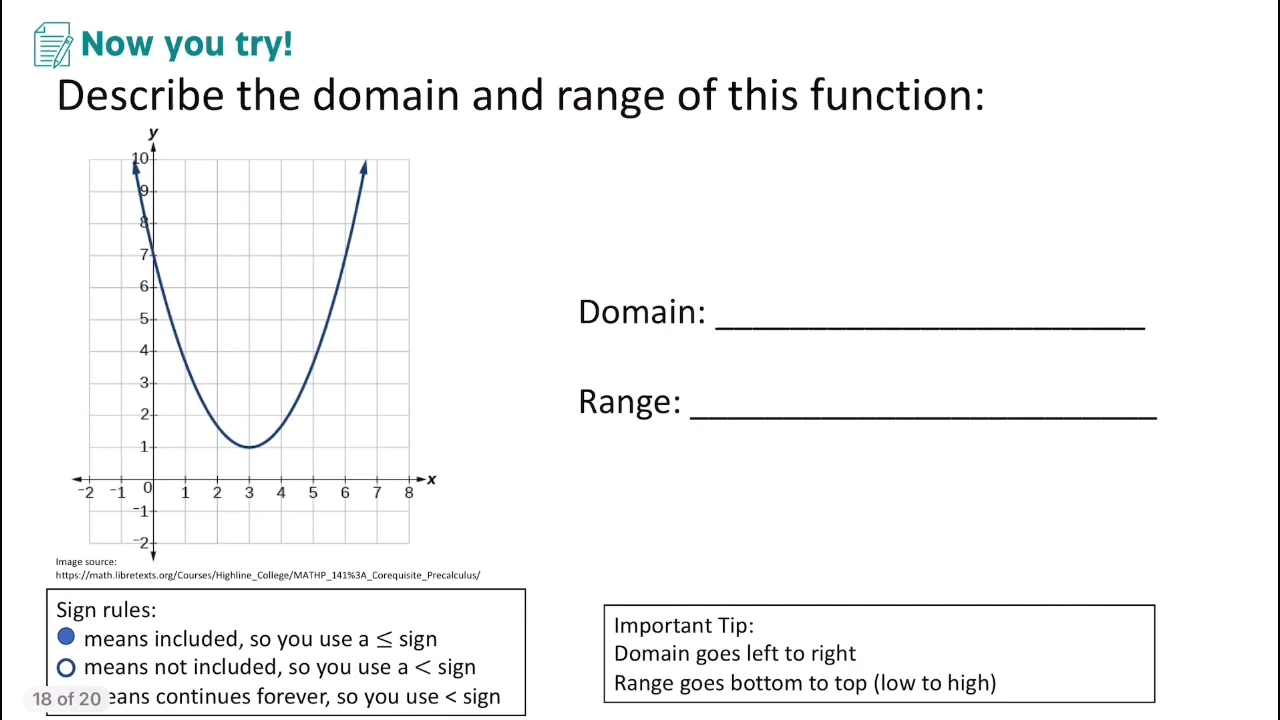 Now you try!
Describe the domain and range of this function:
y
10
9
8
7
6
5
4
3
2
1
−2 −1 0 1 2 3 4 5 6 7 8 x
−1
−2
Domain: ________________________
Range: __________________________
Image source:
https://math.libretexts.org/Courses/Highline_College/MATHP_141%3A_Corequisite_Precalculus/
Sign rules:
means included, so you use a ≤ sign
means not included, so you use a < sign
18 of 20 eans continues forever, so you use < sign
Important Tip:
Domain goes left to right
Range goes bottom to top (low to high)